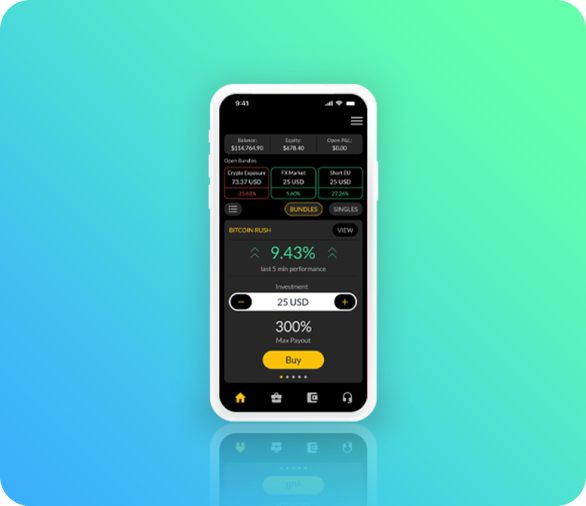 9:41
Balance: Equity: Open P&L:
$114,764.90 $678.40 $0.00
Open Bundles
Crypto Exposure FX Market Short EU
73.37 USD 25 USD 25 USD
-25.63% 5.60% 27.26%
BUNDLES SINGLES
BITCOIN RUSH VIEW
9.43%
last 5 min performance
Investment
− 25 USD +
300%
Max Payout
Buy